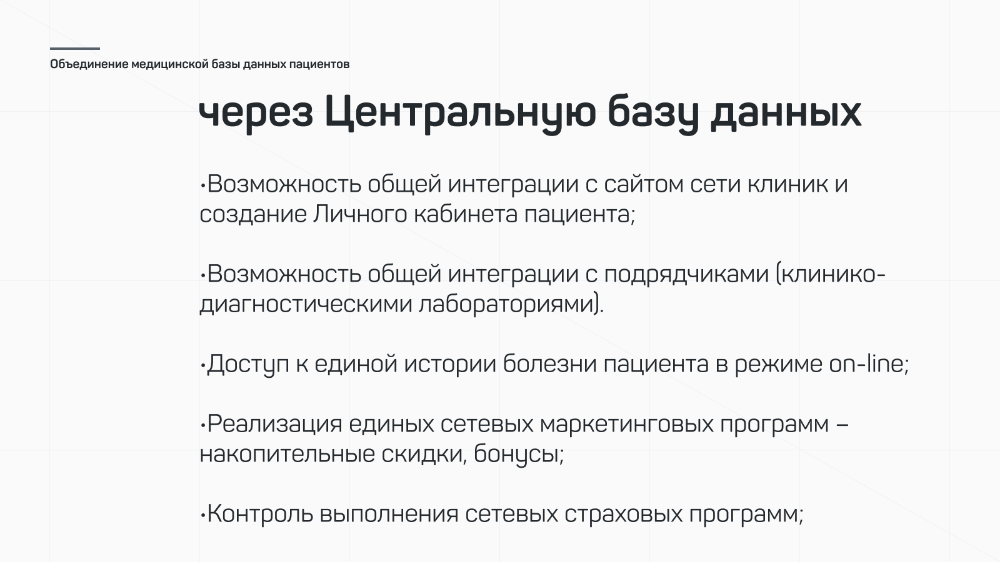 Объединение медицинской базы данных пациентов
через Центральную базу данных
•Возможность общей интеграции с сайтом сети клиник и
создание Личного кабинета пациента;
•Возможность общей интеграции с подрядчиками (клинико-
диагностическими лабораториями).
•Доступ к единой истории болезни пациента в режиме on-line;
•Реализация единых сетевых маркетинговых программ –
накопительные скидки, бонусы;
•Контроль выполнения сетевых страховых программ;